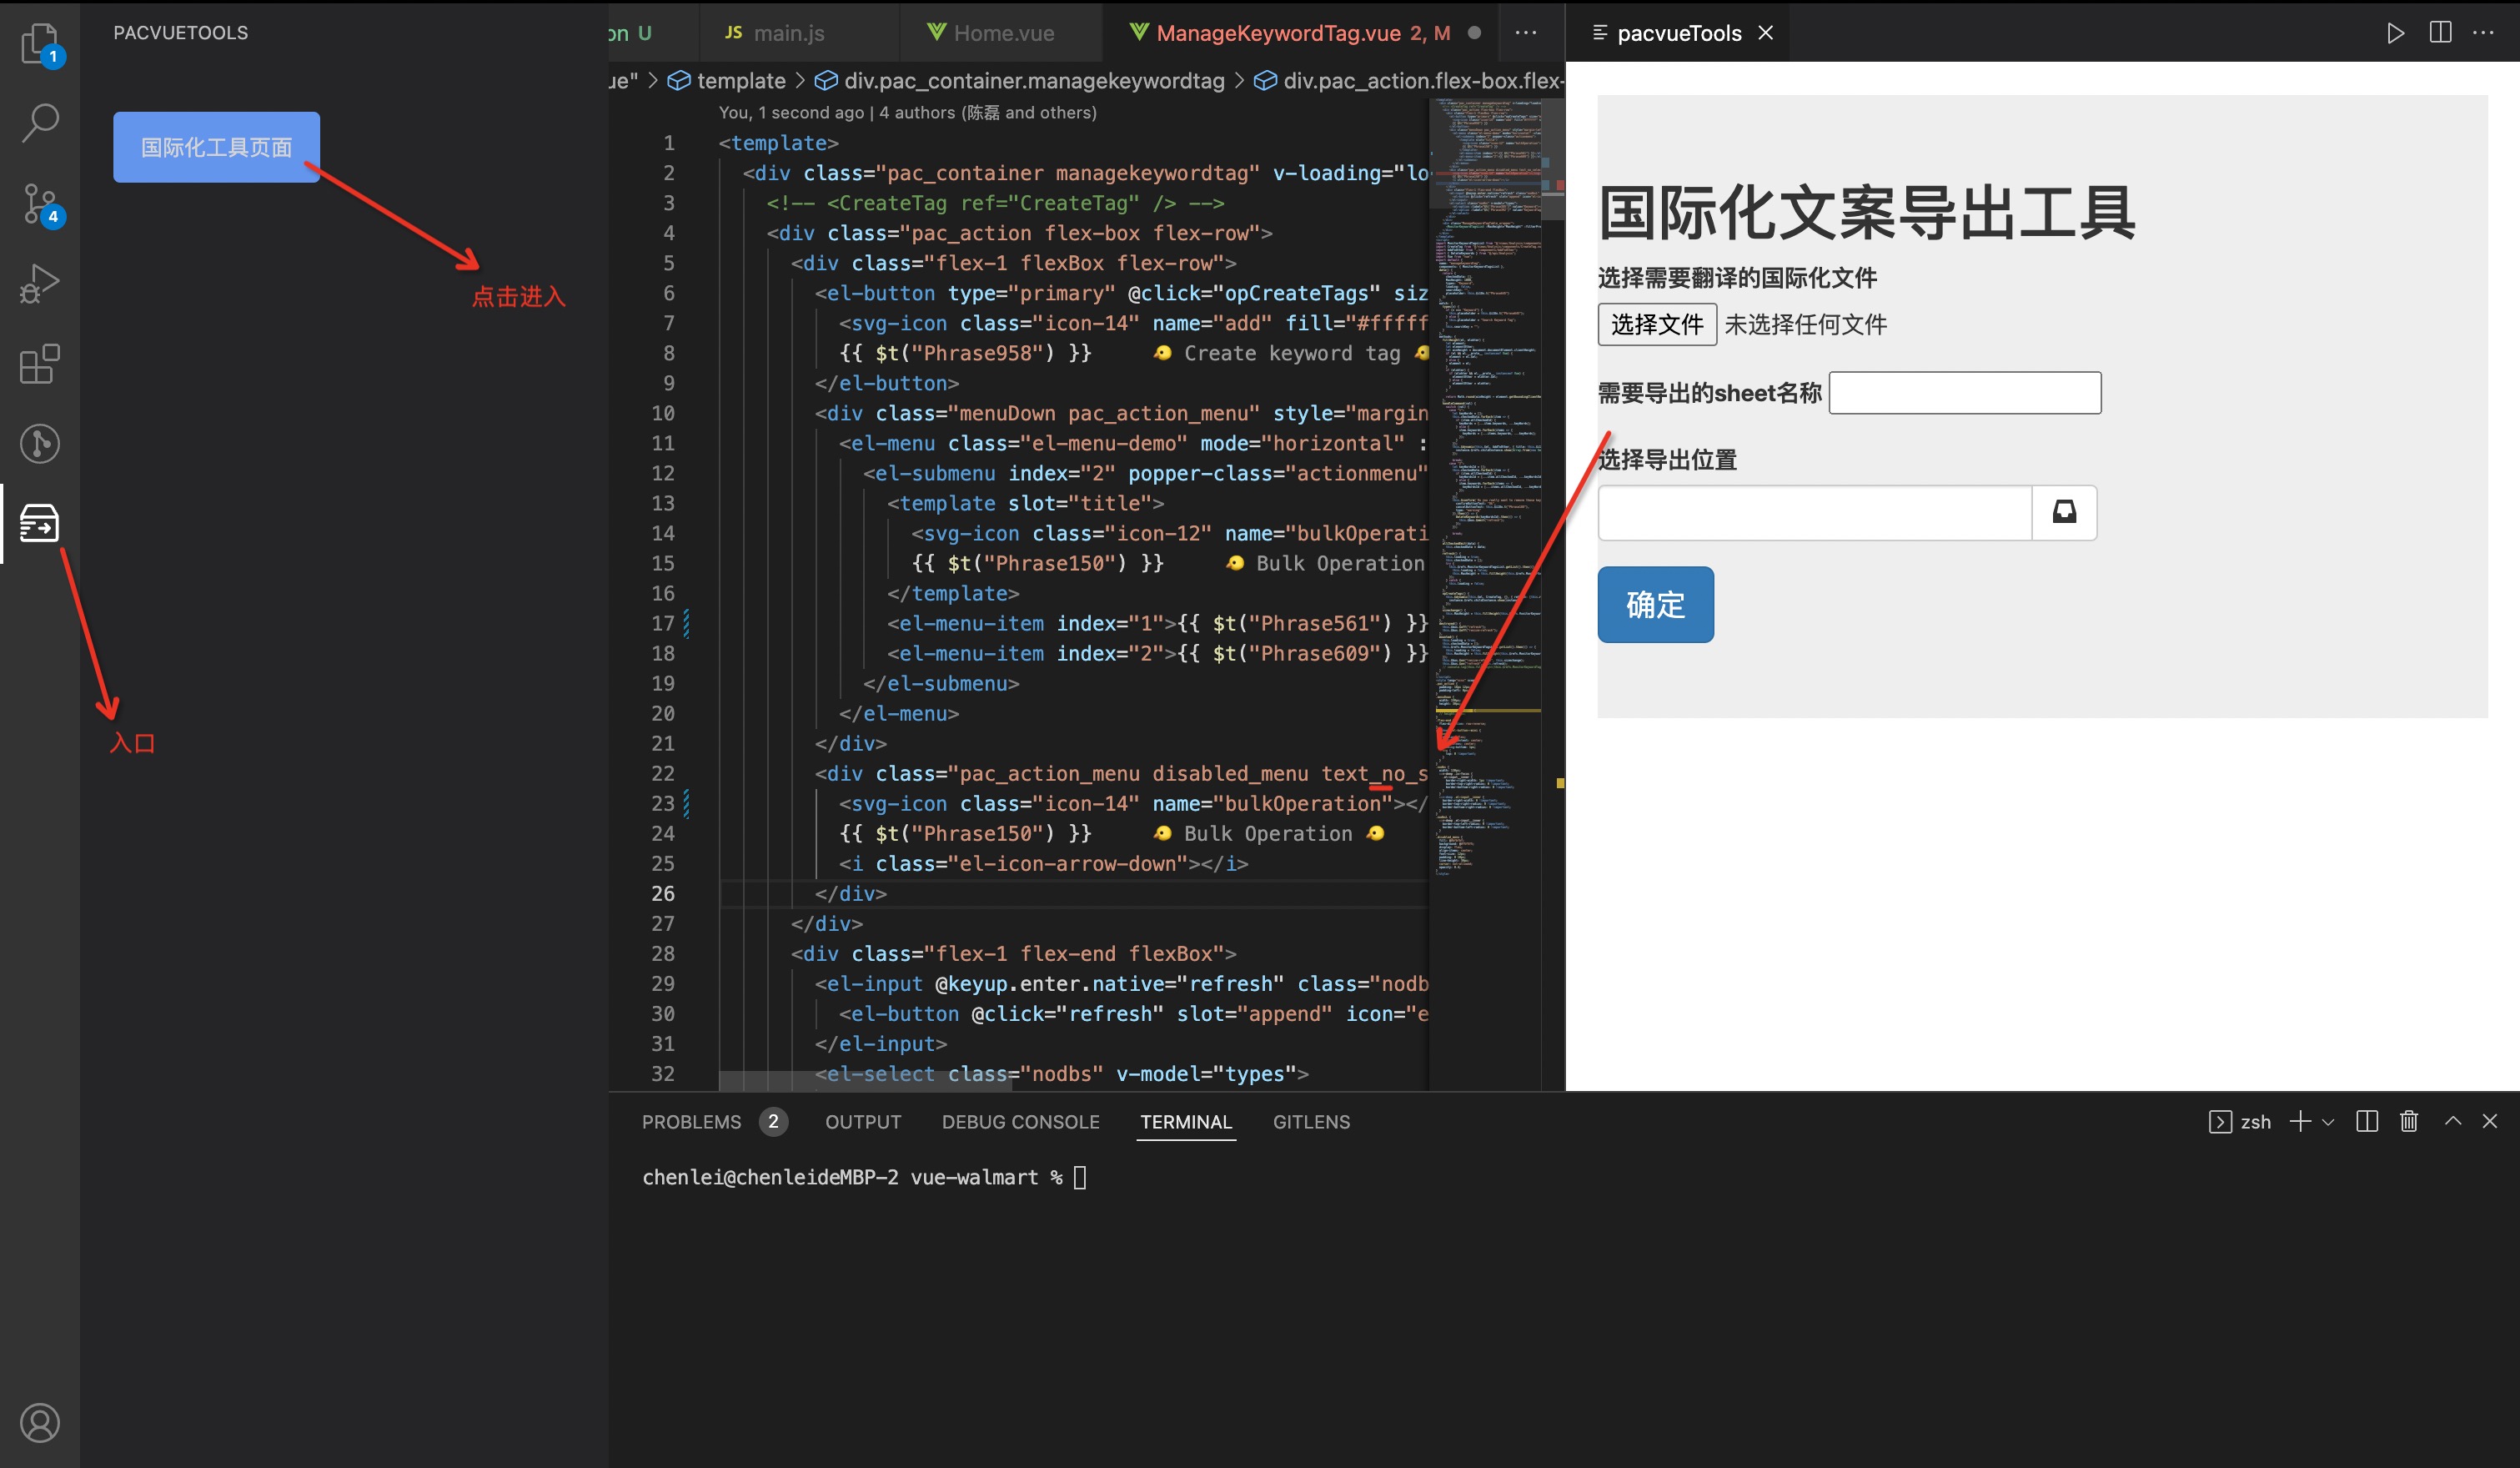 PACVUETOOLS
国际化工具页面
点击进入
入口
1
4
on U
JS main.js
Home.vue
ManageKeywordTag.vue 2, M
pacvueTools
ue" > template > div.pac_container.managekeywordtag > div.pac_action.flex-box.flex-
You, 1 second ago | 4 authors (陈磊 and others)
1 <template>
2 <div class="pac_container managekeywordtag" v-loading="lo
3 <!-- <CreateTag ref="CreateTag" /> -->
4 <div class="pac_action flex-box flex-row">
5 <div class="flex-1 flexBox flex-row">
6 <el-button type="primary" @click="opCreateTags" siz
7 <svg-icon class="icon-14" name="add" fill="#fffff
8 {{ $t("Phrase958") }} Create keyword tag
9 </el-button>
10 <div class="menuDown pac_action_menu" style="margin
11 <el-menu class="el-menu-demo" mode="horizontal" :
12 <el-submenu index="2" popper-class="actionmenu"
13 <template slot="title">
14 <svg-icon class="icon-12" name="bulkOperati
15 {{ $t("Phrase150") }} Bulk Operation
16 </template>
17 <el-menu-item index="1">{{ $t("Phrase561") }}
18 <el-menu-item index="2">{{ $t("Phrase609") }}
19 </el-submenu>
20 </el-menu>
21 </div>
22 <div class="pac_action_menu disabled_menu text_no_s
23 <svg-icon class="icon-14" name="bulkOperation"></
24 {{ $t("Phrase150") }} Bulk Operation
25 <i class="el-icon-arrow-down"></i>
26 </div>
27 </div>
28 <div class="flex-1 flex-end flexBox">
29 <el-input @keyup.enter.native="refresh" class="nodb
30 <el-button @click="refresh" slot="append" icon="e
31 </el-input>
32 <el-select class="nodbs" v-model="types">
国际化文案导出工具
选择需要翻译的国际化文件
选择文件 未选择任何文件
需要导出的sheet名称
选择导出位置
确定
PROBLEMS 2 OUTPUT DEBUG CONSOLE TERMINAL GITLENS
zsh
chenlei@chenleideMBP-2 vue-walmart %